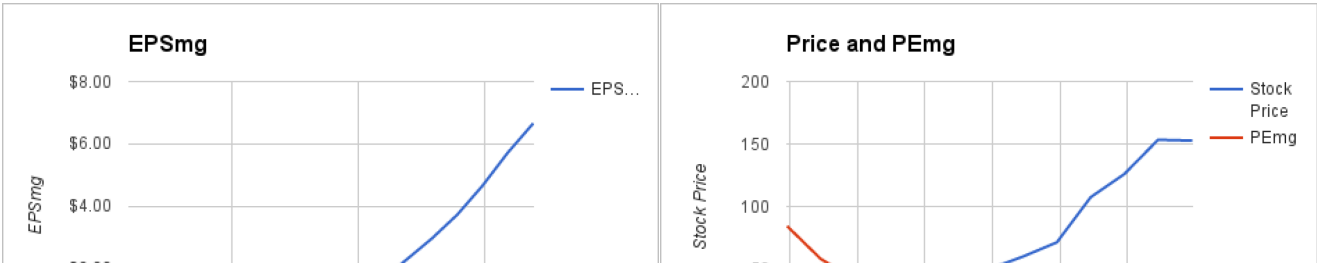 EPSmg
$8.00
EPS...
$6.00
EPSmg
$4.00
Price and PEmg
200
Stock
Price
PEmg
150
Stock Price
100